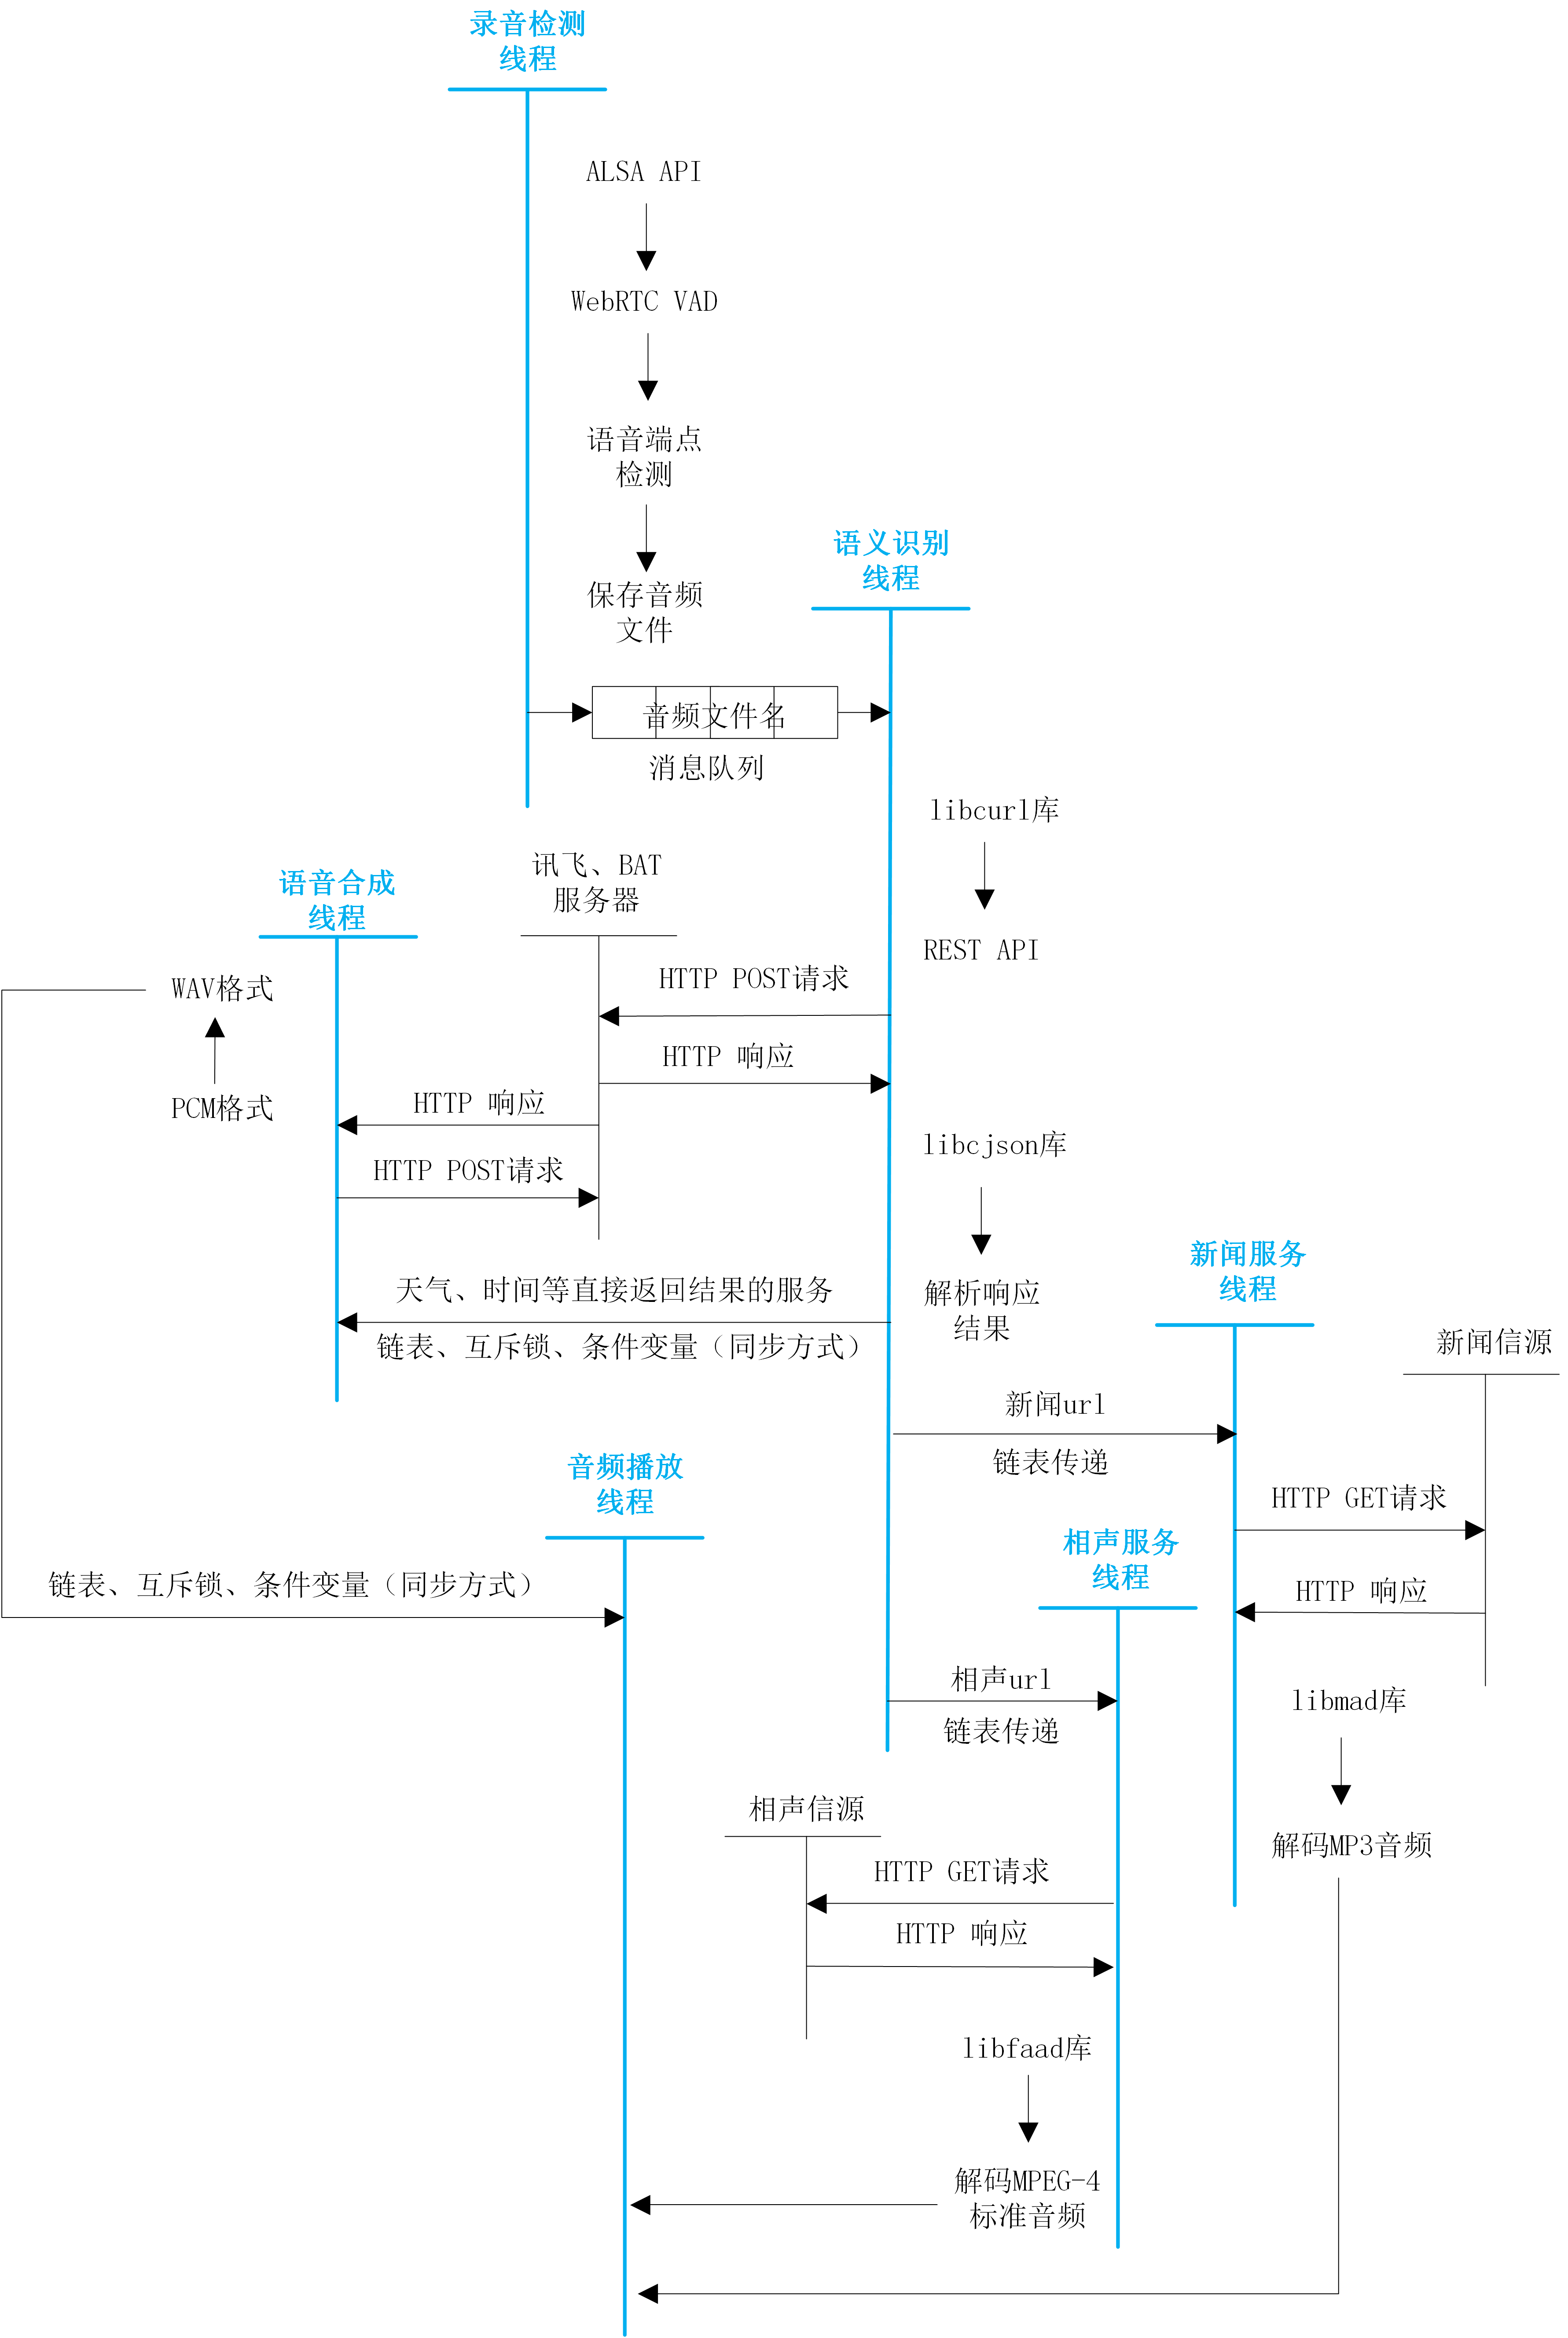 录音检测
线程
ALSA API
WebRTC VAD
语音端点
检测
保存音频
文件
语义识别
线程
音频文件名
消息队列
libcurl库
REST API
讯飞、BAT
服务器
语音合成
线程
WAV格式
PCM格式
HTTP POST请求
HTTP 响应
HTTP 响应
HTTP POST请求
libcjson库
解析响应
结果
天气、时间等直接返回结果的服务
链表、互斥锁、条件变量（同步方式）
新闻服务
线程
新闻信源
新闻url
链表传递
HTTP GET请求
HTTP 响应
音频播放
线程
相声服务
线程
链表、互斥锁、条件变量（同步方式）
相声url
链表传递
libmad库
解码MP3音频
相声信源
HTTP GET请求
HTTP 响应
libfaad库
解码MPEG-4
标准音频